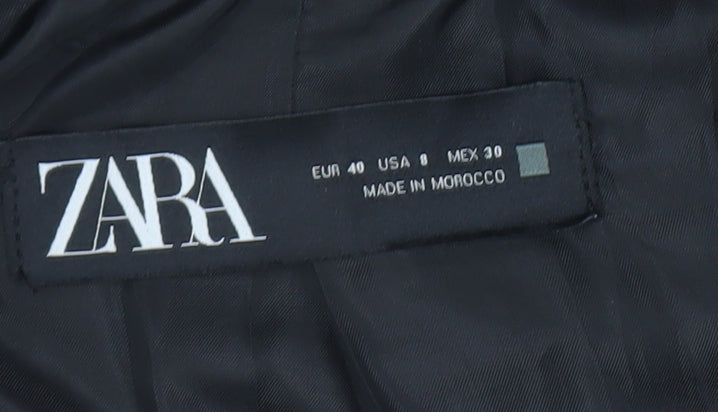 ZARA
EUR 40 USA 8 MEX 30
MADE IN MOROCCO